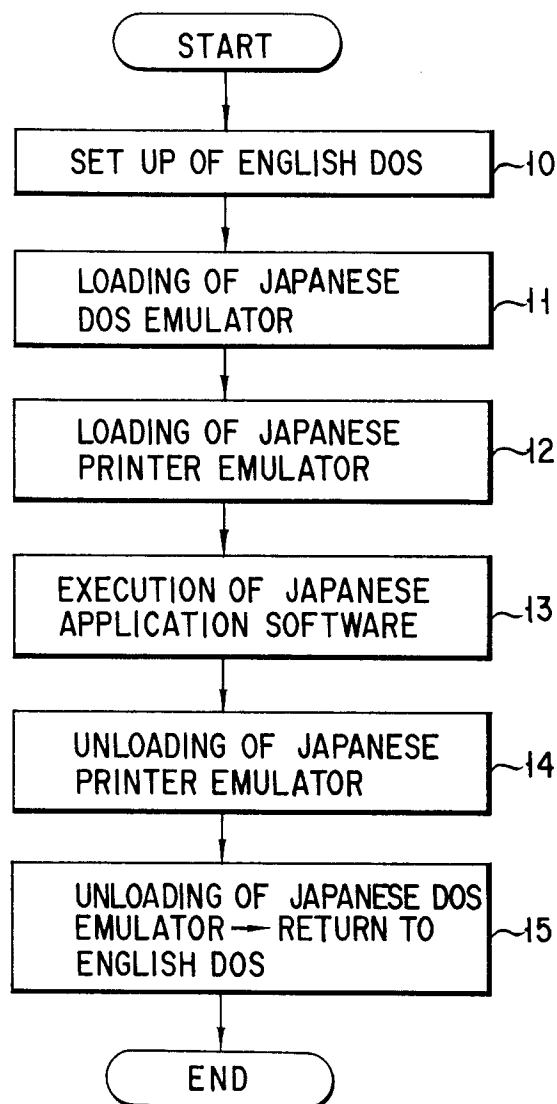 START
SET UP OF ENGLISH DOS
10
LOADING OF JAPANESE
DOS EMULATOR
11
LOADING OF JAPANESE
PRINTER EMULATOR
12
EXECUTION OF JAPANESE
APPLICATION SOFTWARE
13
UNLOADING OF JAPANESE
PRINTER EMULATOR
14
UNLOADING OF JAPANESE DOS
EMULATOR → RETURN TO
ENGLISH DOS
15
END